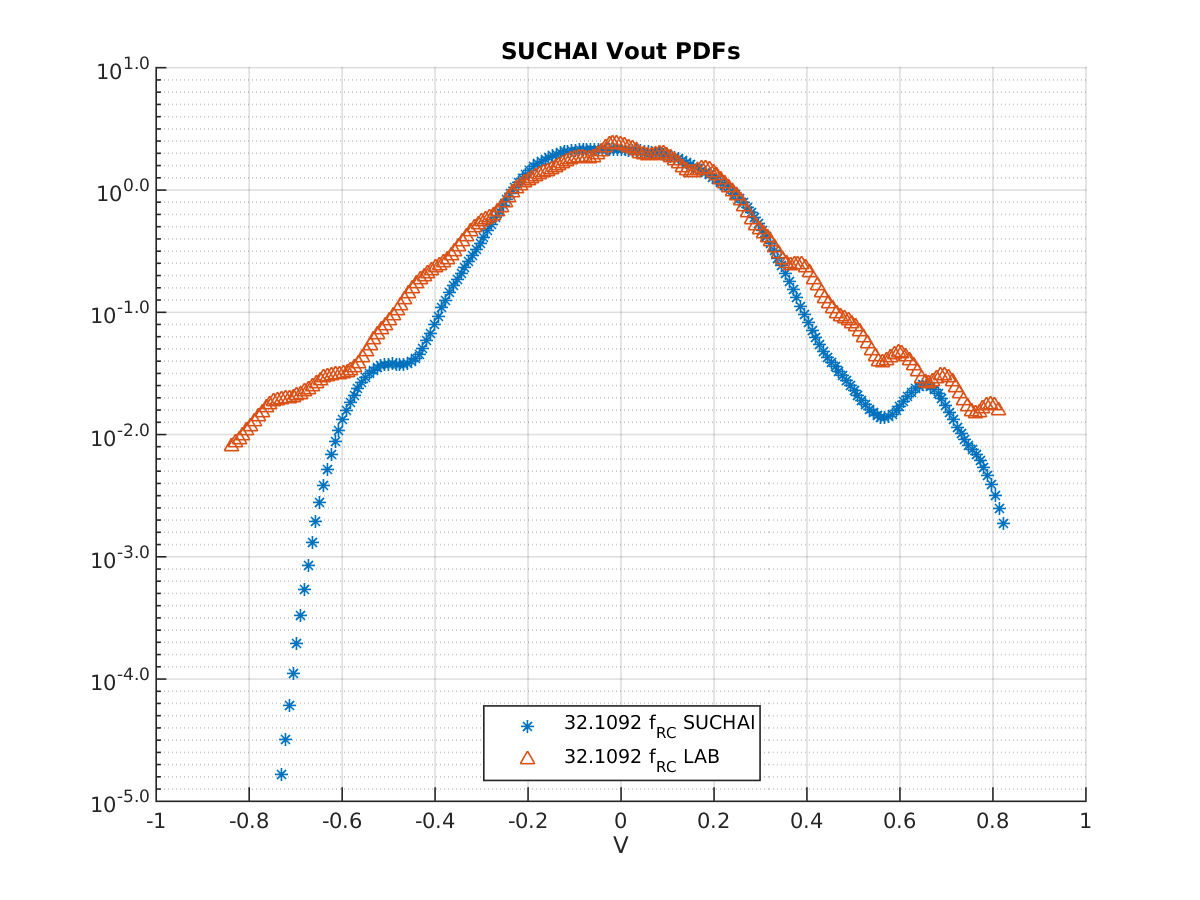 SUCHAI Vout PDFs
10^1.0
10^0.0
10^-1.0
10^-2.0
10^-3.0
10^-4.0
10^-5.0
32.1092 f_RC SUCHAI
32.1092 f_RC LAB
-1 -0.8 -0.6 -0.4 -0.2 0 0.2 0.4 0.6 0.8 1
V